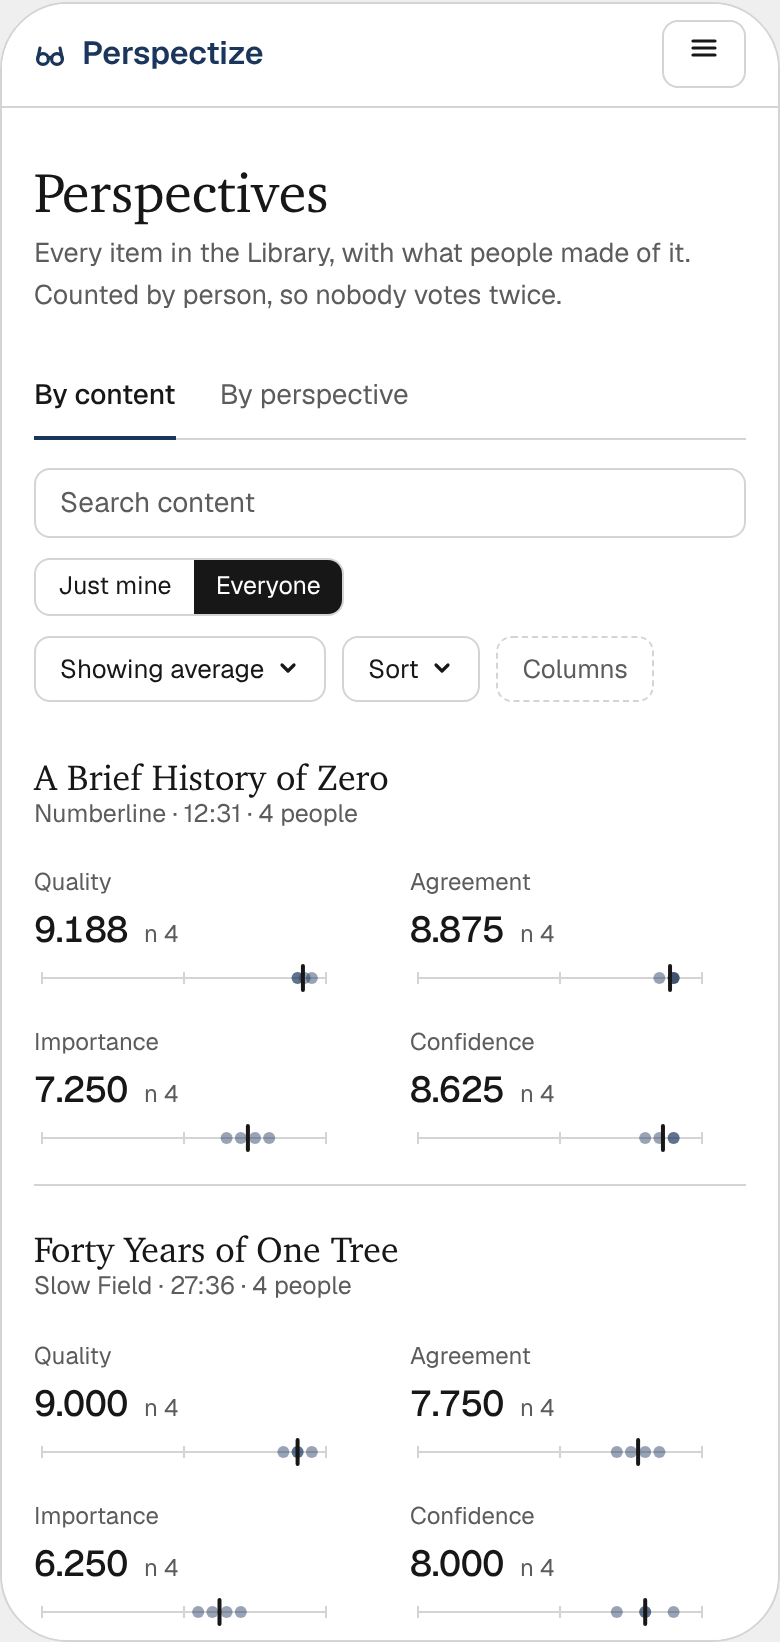 Perspectize
Perspectives
Every item in the Library, with what people made of it.
Counted by person, so nobody votes twice.
By content By perspective
Search content
Just mine Everyone
Showing average Sort Columns
A Brief History of Zero
Numberline · 12:31 · 4 people
Quality Agreement
9.188 n 4 8.875 n 4
Importance Confidence
7.250 n 4 8.625 n 4
Forty Years of One Tree
Slow Field · 27:36 · 4 people
Quality Agreement
9.000 n 4 7.750 n 4
Importance Confidence
6.250 n 4 8.000 n 4